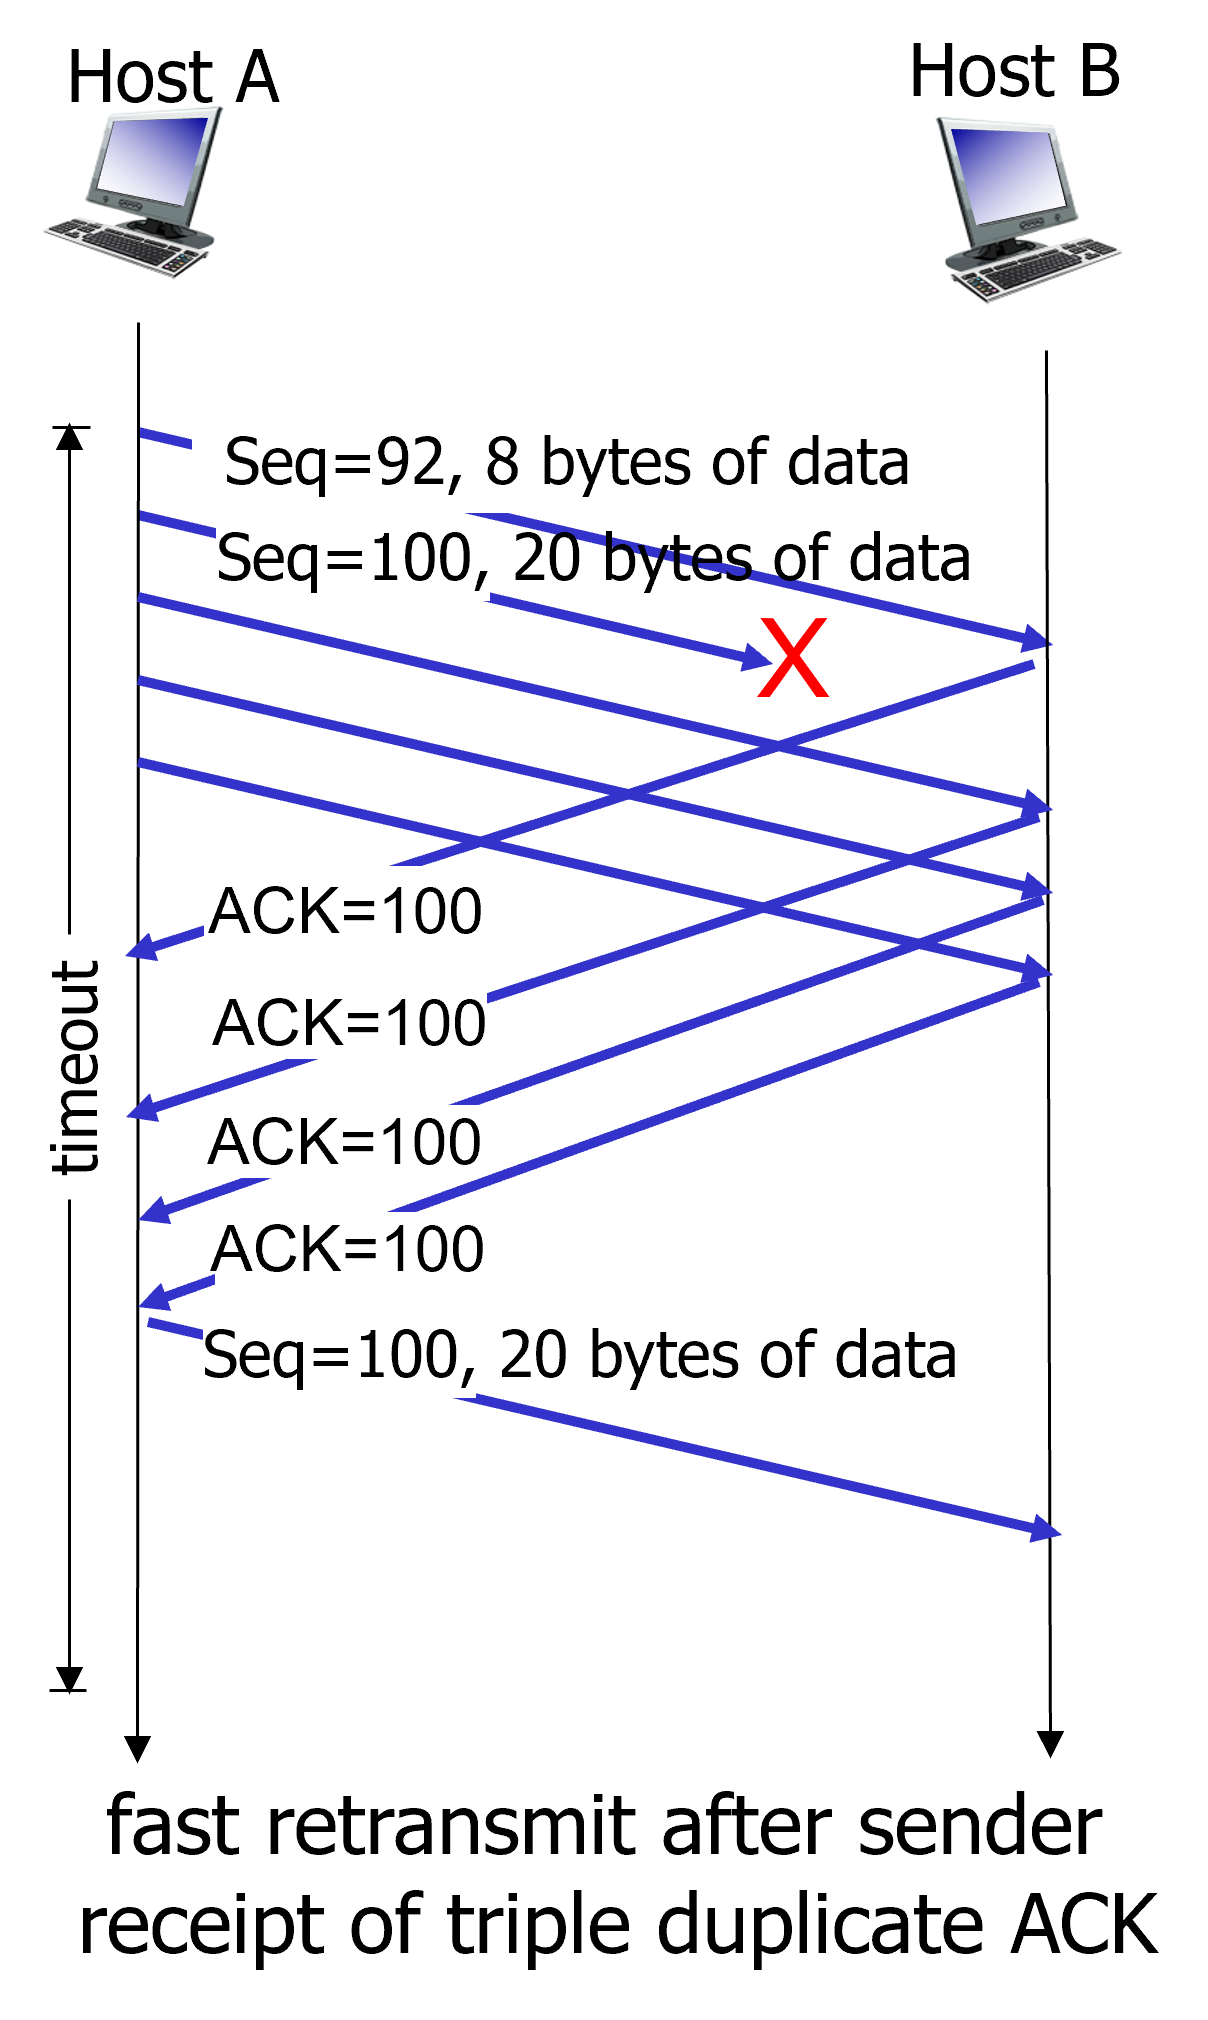 Host A
Host B
Seq=92, 8 bytes of data
Seq=100, 20 bytes of data
X
ACK=100
ACK=100
timeout
ACK=100
ACK=100
Seq=100, 20 bytes of data
fast retransmit after sender
receipt of triple duplicate ACK